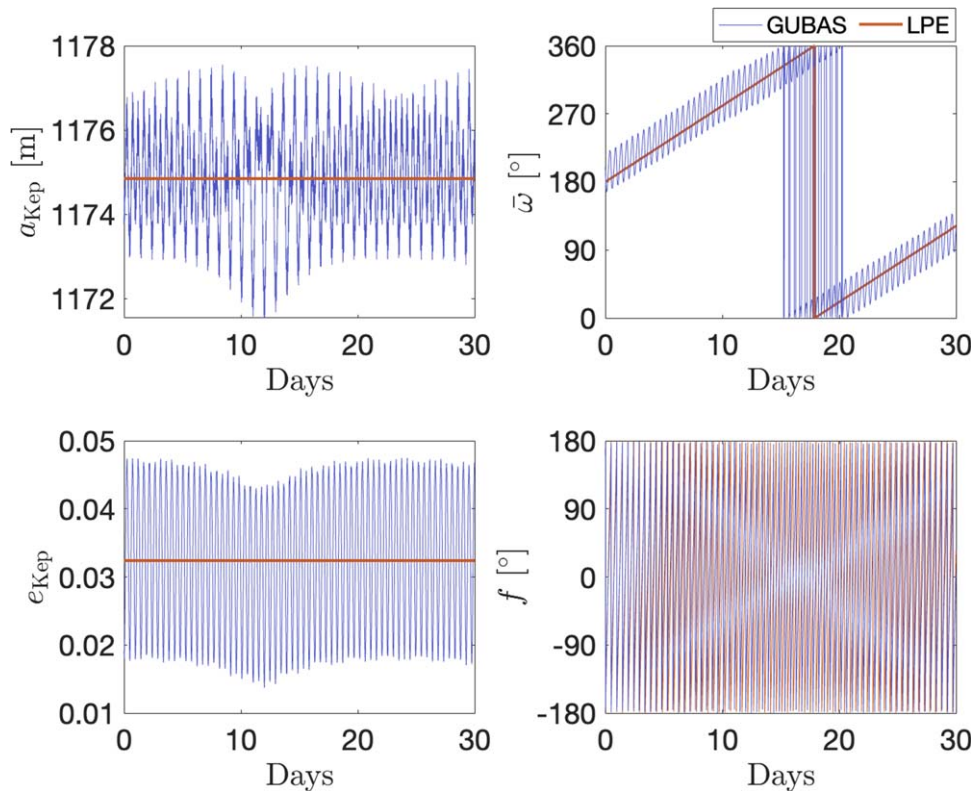 GUBAS LPE
1178
1176
1174
1172
a_Kep [m]
0 10 20 30
Days
360
270
180
90
0
ω̄ [°]
0 10 20 30
Days
0.05
0.04
0.03
0.02
0.01
e_Kep
0 10 20 30
Days
180
90
0
-90
-180
f [°]
0 10 20 30
Days